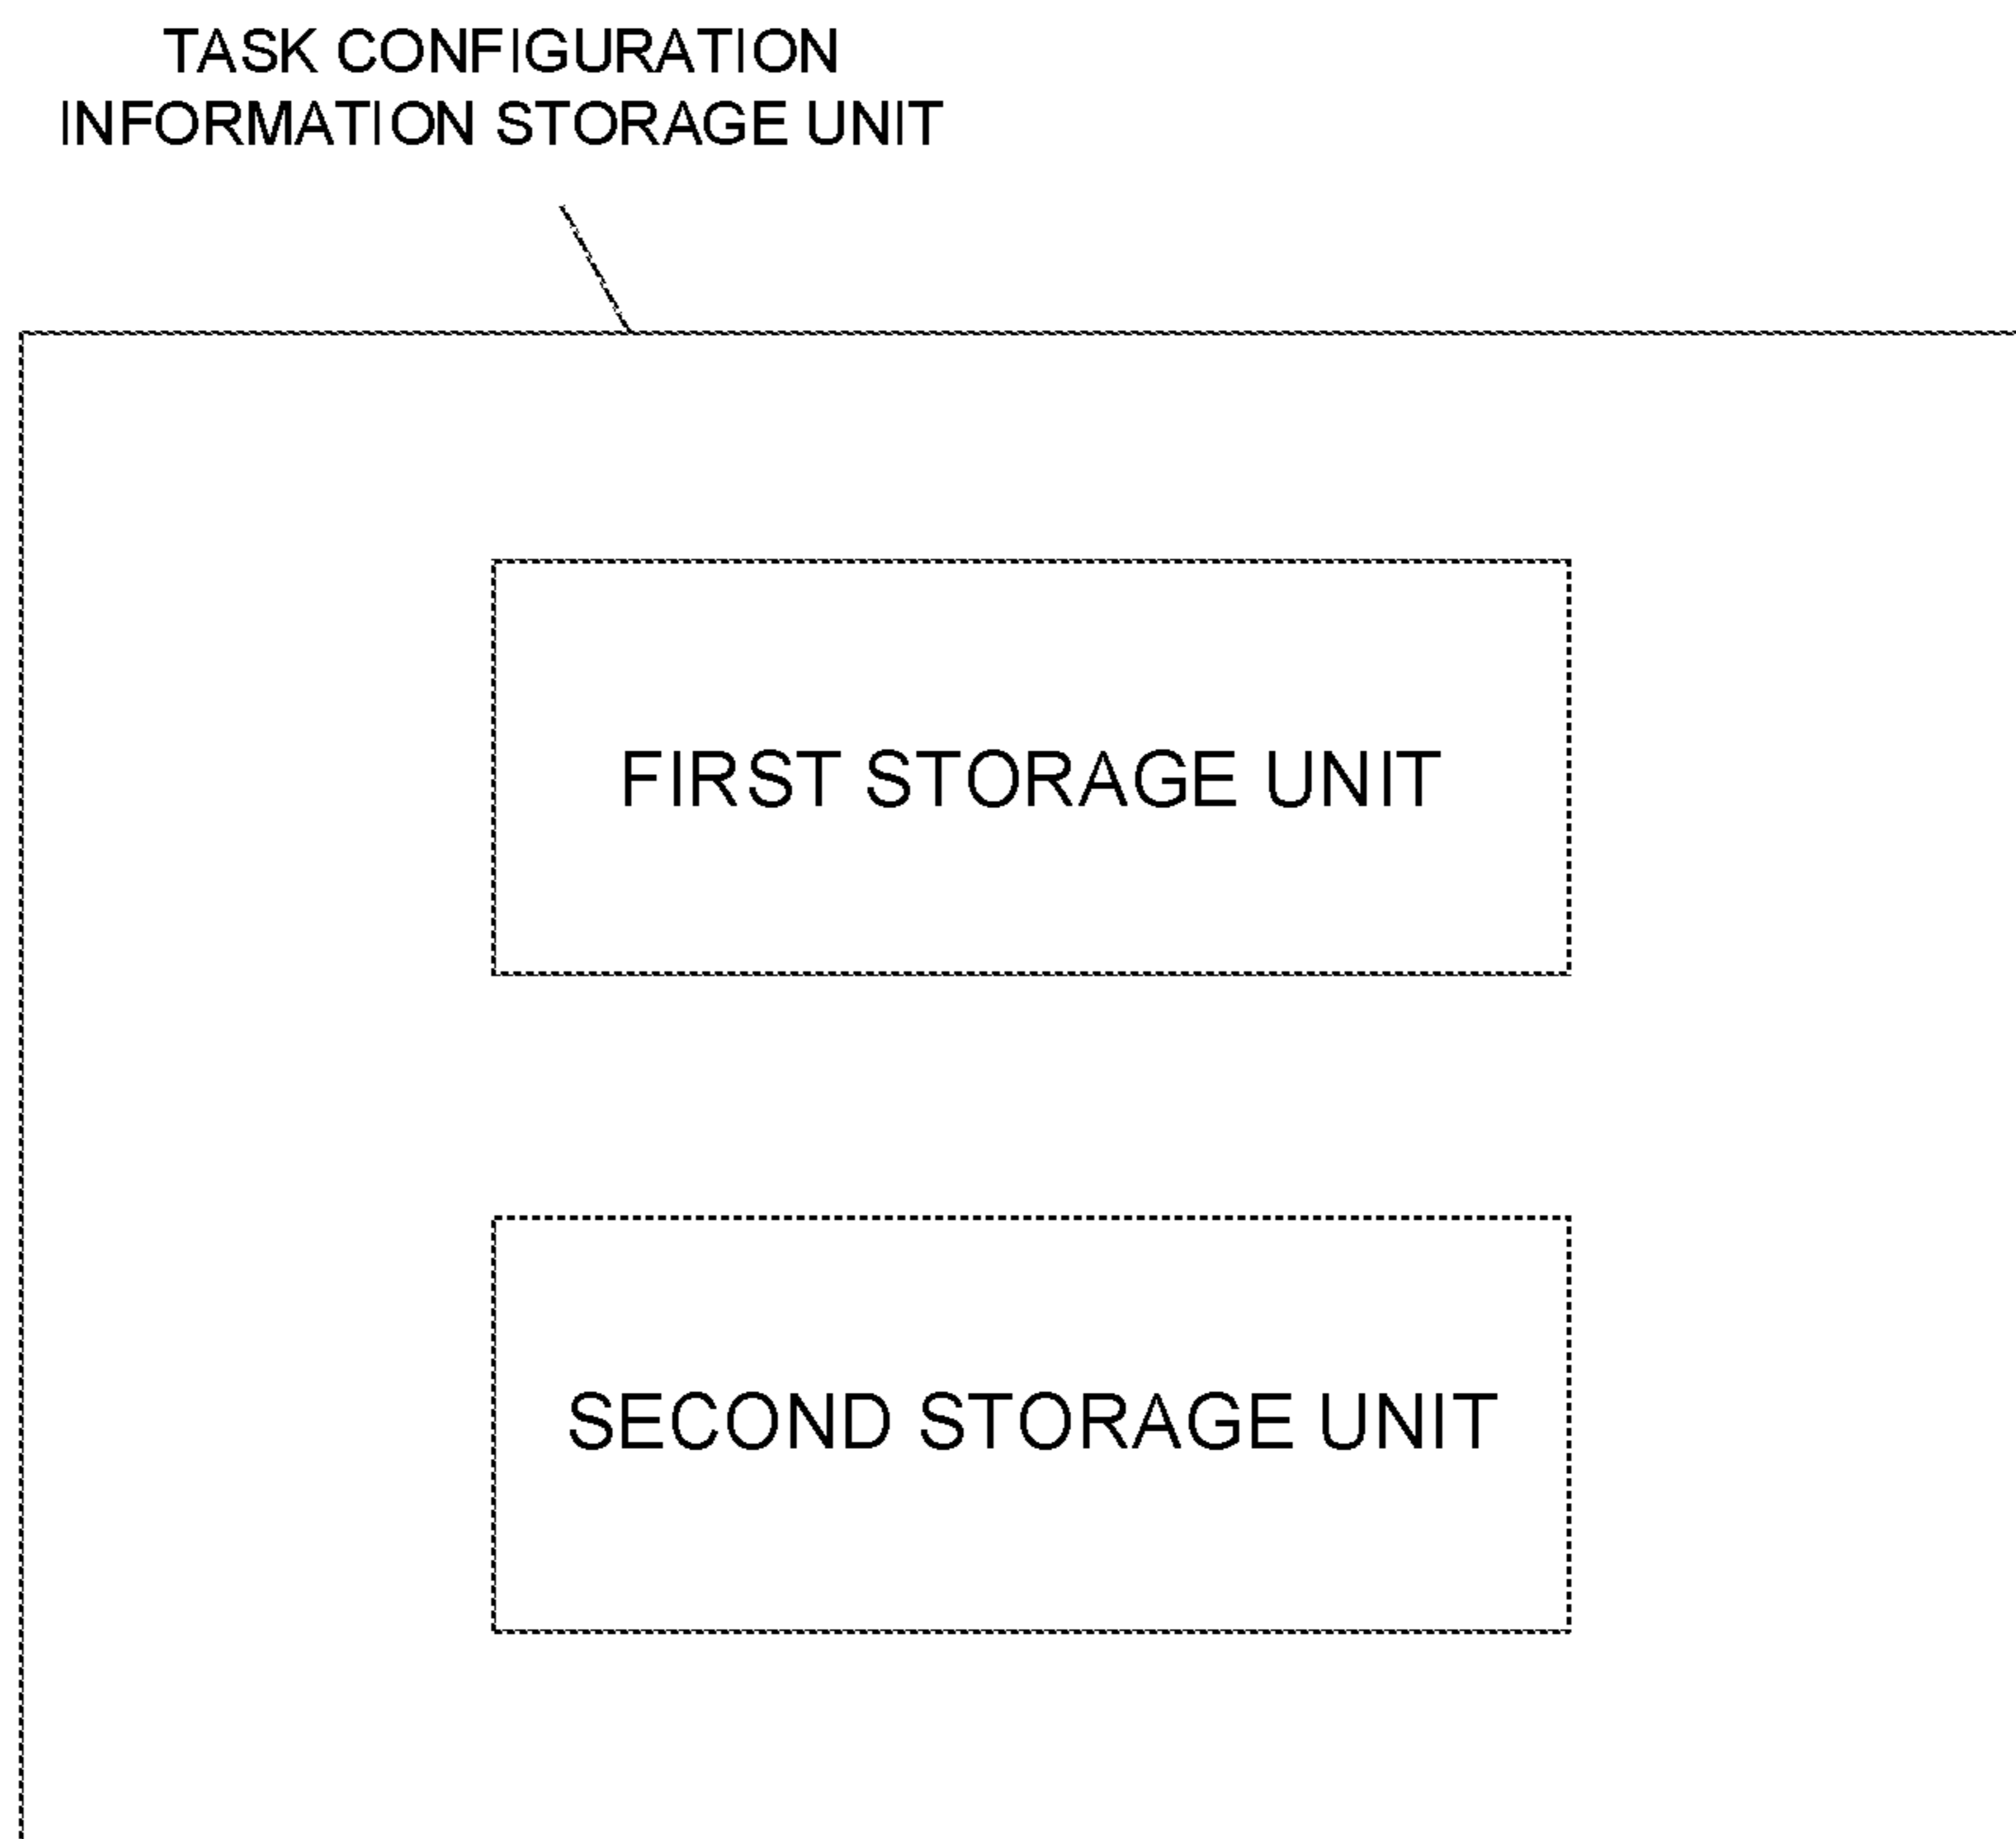 TASK CONFIGURATION
INFORMATION STORAGE UNIT
FIRST STORAGE UNIT
SECOND STORAGE UNIT